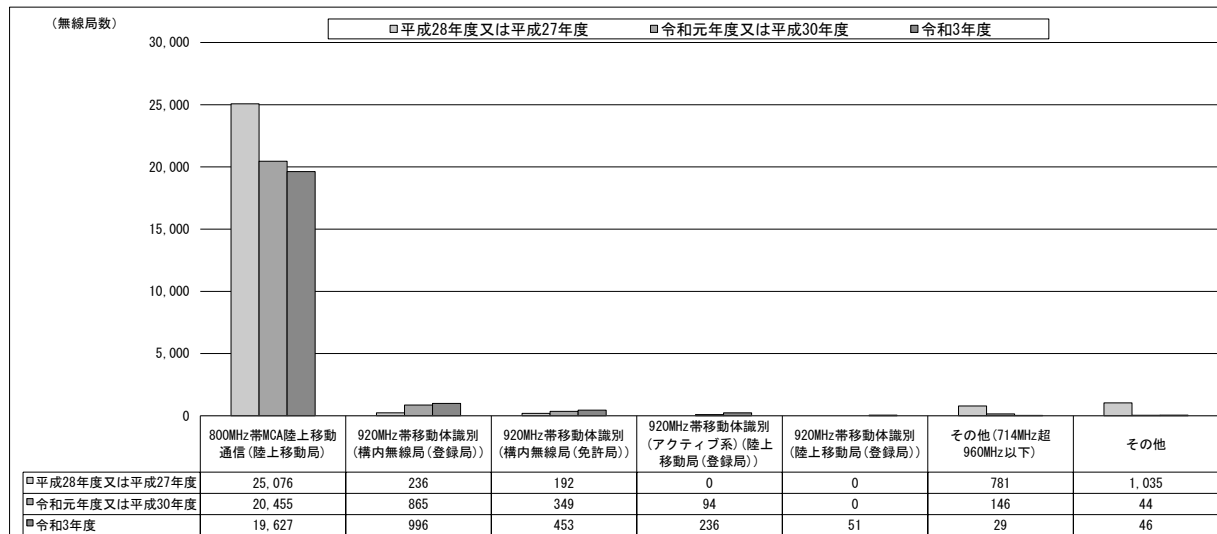 (無線局数)
□平成28年度又は平成27年度 ■令和元年度又は平成30年度 ■令和3年度
30,000
25,000
20,000
15,000
10,000
5,000
0
800MHz帯MCA陸上移動
通信(陸上移動局)
920MHz帯移動体識別
(構内無線局(登録局))
920MHz帯移動体識別
(構内無線局(免許局))
920MHz帯移動体識別
(アクティブ系)(陸上
移動局(登録局))
920MHz帯移動体識別
(陸上移動局(登録局))
その他(714MHz超
960MHz以下)
その他
□平成28年度又は平成27年度 25,076 236 192 0 0 781 1,035
■令和元年度又は平成30年度 20,455 865 349 94 0 146 44
■令和3年度 19,627 996 453 236 51 29 46